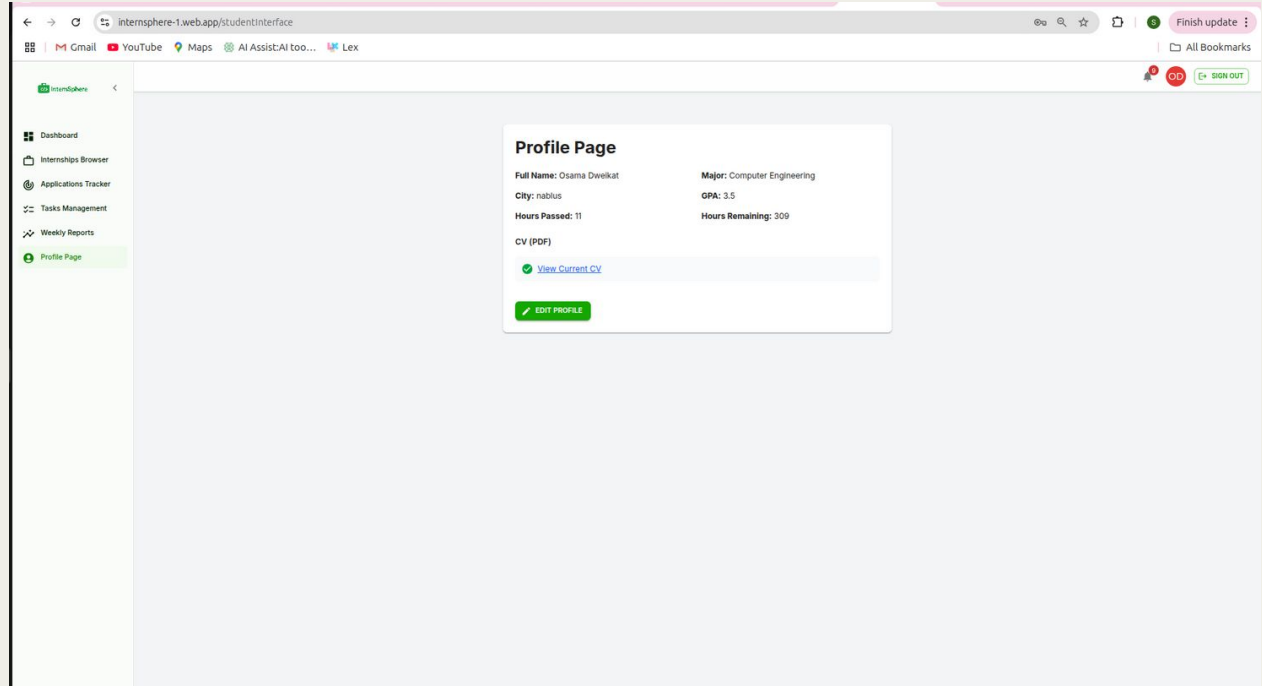 internsphere-1.web.app/studentInterface
S
Finish update
Gmail YouTube Maps AI Assist:AI too... Lex
All Bookmarks
InternSphere
9 OD SIGN OUT
Dashboard
Internships Browser
Applications Tracker
Tasks Management
Weekly Reports
Profile Page
Profile Page
Full Name: Osama Dweikat Major: Computer Engineering
City: nablus GPA: 3.5
Hours Passed: 11 Hours Remaining: 309
CV (PDF)
View Current CV
EDIT PROFILE